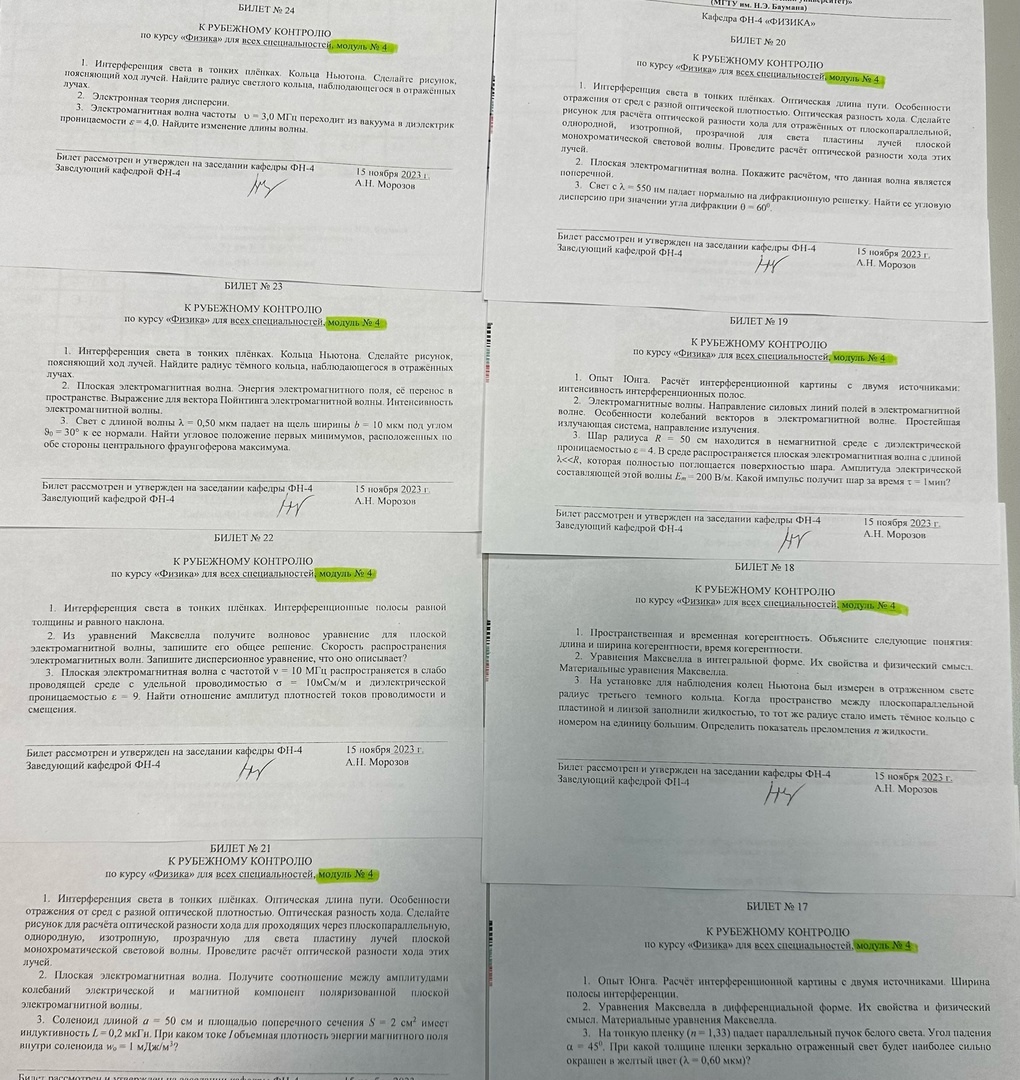 БИЛЕТ № 24
К РУБЕЖНОМУ КОНТРОЛЮ
по курсу «Физика» для всех специальностей, модуль № 4
1. Интерференция света в тонких плёнках. Кольца Ньютона. Сделайте рисунок,
поясняющий ход лучей. Найдите радиус светлого кольца, наблюдающегося в отражённых
лучах.
2. Электронная теория дисперсии.
3. Электромагнитная волна частоты υ = 3,0 МГц переходит из вакуума в диэлектрик
проницаемости ε = 4,0. Найдите изменение длины волны.
Билет рассмотрен и утвержден на заседании кафедры ФН-4 15 ноября 2023 г.
Заведующий кафедрой ФН-4 А.Н. Морозов
БИЛЕТ № 23
К РУБЕЖНОМУ КОНТРОЛЮ
по курсу «Физика» для всех специальностей, модуль № 4
1. Интерференция света в тонких плёнках. Кольца Ньютона. Сделайте рисунок,
поясняющий ход лучей. Найдите радиус тёмного кольца, наблюдающегося в отражённых
лучах.
2. Плоская электромагнитная волна. Энергия электромагнитного поля, её перенос в
пространстве. Выражение для вектора Пойнтинга электромагнитной волны. Интенсивность
электромагнитной волны.
3. Свет с длиной волны λ = 0,50 мкм падает на щель ширины b = 10 мкм под углом
ϑ₀ = 30° к ее нормали. Найти угловое положение первых минимумов, расположенных по
обе стороны центрального фраунгоферова максимума.
Билет рассмотрен и утвержден на заседании кафедры ФН-4 15 ноября 2023 г.
Заведующий кафедрой ФН-4 А.Н. Морозов
БИЛЕТ № 22
К РУБЕЖНОМУ КОНТРОЛЮ
по курсу «Физика» для всех специальностей, модуль № 4
1. Интерференция света в тонких плёнках. Интерференционные полосы равной
толщины и равного наклона.
2. Из уравнений Максвелла получите волновое уравнение для плоской
электромагнитной волны, запишите его общее решение. Скорость распространения
электромагнитных волн. Запишите дисперсионное уравнение, что оно описывает?
3. Плоская электромагнитная волна с частотой ν = 10 МГц распространяется в слабо
проводящей среде с удельной проводимостью σ = 10мСм/м и диэлектрической
проницаемостью ε = 9. Найти отношение амплитуд плотностей токов проводимости и
смещения.
Билет рассмотрен и утвержден на заседании кафедры ФН-4 15 ноября 2023 г.
Заведующий кафедрой ФН-4 А.Н. Морозов
БИЛЕТ № 21
К РУБЕЖНОМУ КОНТРОЛЮ
по курсу «Физика» для всех специальностей, модуль № 4
1. Интерференция света в тонких плёнках. Оптическая длина пути. Особенности
отражения от сред с разной оптической плотностью. Оптическая разность хода. Сделайте
рисунок для расчёта оптической разности хода для проходящих через плоскопараллельную,
однородную, изотропную, прозрачную для света пластину лучей плоской
монохроматической световой волны. Проведите расчёт оптической разности хода этих
лучей.
2. Плоская электромагнитная волна. Получите соотношение между амплитудами
колебаний электрической и магнитной компонент поляризованной плоской
электромагнитной волны.
3. Соленоид длиной a = 50 см и площадью поперечного сечения S = 2 см² имеет
индуктивность L = 0,2 мкГн. При каком токе I объемная плотность энергии магнитного поля
внутри соленоида w₀ = 1 мДж/м³?
(МГТУ им. Н.Э. Баумана)
Кафедра ФН-4 «ФИЗИКА»
БИЛЕТ № 20
К РУБЕЖНОМУ КОНТРОЛЮ
по курсу «Физика» для всех специальностей, модуль № 4
1. Интерференция света в тонких плёнках. Оптическая длина пути. Особенности
отражения от сред с разной оптической плотностью. Оптическая разность хода. Сделайте
рисунок для расчёта оптической разности хода для отражённых от плоскопараллельной,
однородной, изотропной, прозрачной для света пластины лучей плоской
монохроматической световой волны. Проведите расчёт оптической разности хода этих
лучей.
2. Плоская электромагнитная волна. Покажите расчётом, что данная волна является
поперечной.
3. Свет с λ = 550 нм падает нормально на дифракционную решетку. Найти ее угловую
дисперсию при значении угла дифракции θ = 60⁰.
Билет рассмотрен и утвержден на заседании кафедры ФН-4 15 ноября 2023 г.
Заведующий кафедрой ФН-4 А.Н. Морозов
БИЛЕТ № 19
К РУБЕЖНОМУ КОНТРОЛЮ
по курсу «Физика» для всех специальностей, модуль № 4
1. Опыт Юнга. Расчёт интерференционной картины с двумя источниками:
интенсивность интерференционных полос.
2. Электромагнитные волны. Направление силовых линий полей в электромагнитной
волне. Особенности колебаний векторов в электромагнитной волне. Простейшая
излучающая система, направление излучения.
3. Шар радиуса R = 50 см находится в немагнитной среде с диэлектрической
проницаемостью ε = 4. В среде распространяется плоская электромагнитная волна с длиной
λ<<R, которая полностью поглощается поверхностью шара. Амплитуда электрической
составляющей этой волны Eₘ = 200 В/м. Какой импульс получит шар за время τ = 1мин?
Билет рассмотрен и утвержден на заседании кафедры ФН-4 15 ноября 2023 г.
Заведующий кафедрой ФН-4 А.Н. Морозов
БИЛЕТ № 18
К РУБЕЖНОМУ КОНТРОЛЮ
по курсу «Физика» для всех специальностей, модуль № 4
1. Пространственная и временная когерентность. Объясните следующие понятия:
длина и ширина когерентности, время когерентности.
2. Уравнения Максвелла в интегральной форме. Их свойства и физический смысл.
Материальные уравнения Максвелла.
3. На установке для наблюдения колец Ньютона был измерен в отраженном свете
радиус третьего темного кольца. Когда пространство между плоскопараллельной
пластиной и линзой заполнили жидкостью, то тот же радиус стало иметь тёмное кольцо с
номером на единицу большим. Определить показатель преломления n жидкости.
Билет рассмотрен и утвержден на заседании кафедры ФН-4 15 ноября 2023 г.
Заведующий кафедрой ФН-4 А.Н. Морозов
БИЛЕТ № 17
К РУБЕЖНОМУ КОНТРОЛЮ
по курсу «Физика» для всех специальностей, модуль № 4
1. Опыт Юнга. Расчёт интерференционной картины с двумя источниками. Ширина
полосы интерференции.
2. Уравнения Максвелла в дифференциальной форме. Их свойства и физический
смысл. Материальные уравнения Максвелла.
3. На тонкую пленку (n = 1,33) падает параллельный пучок белого света. Угол падения
α = 45⁰. При какой толщине пленки зеркально отраженный свет будет наиболее сильно
окрашен в желтый цвет (λ = 0,60 мкм)?